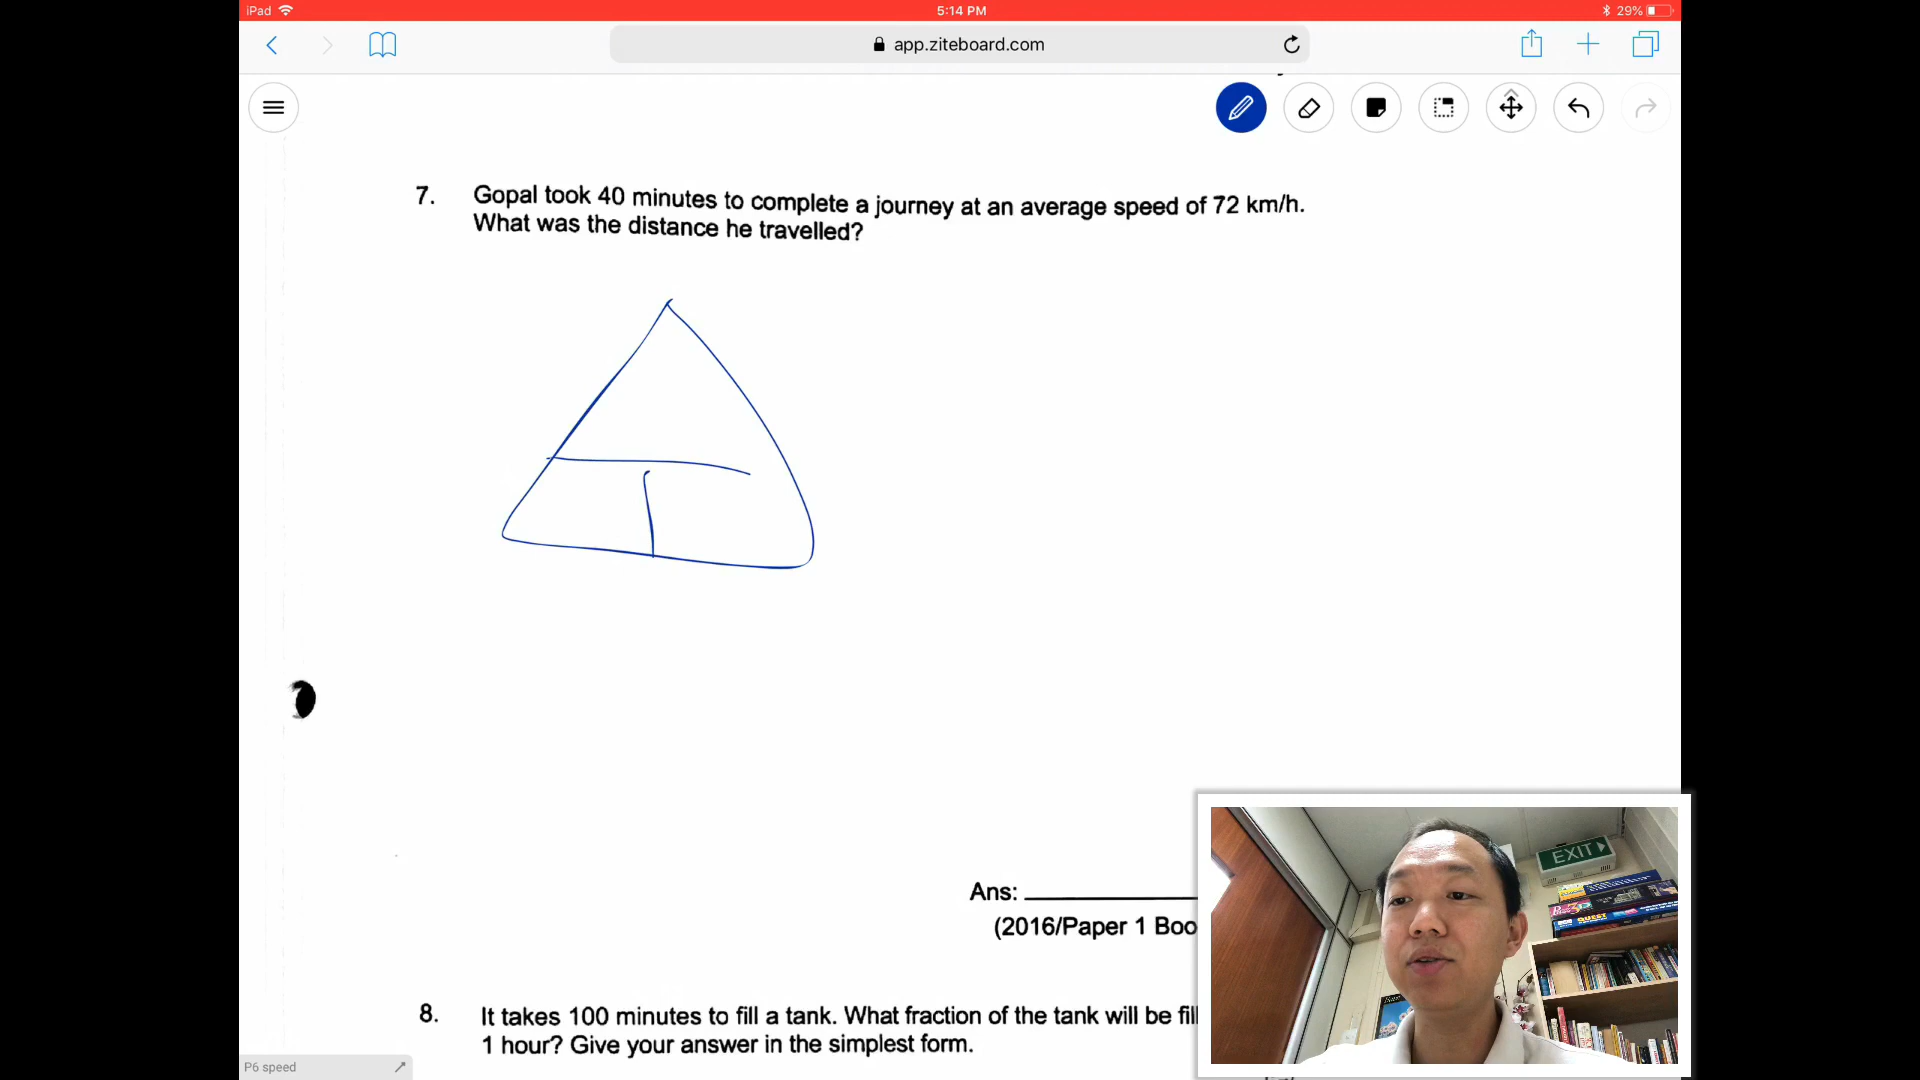 iPad 5:14 PM 29%
app.ziteboard.com
7. Gopal took 40 minutes to complete a journey at an average speed of 72 km/h.
What was the distance he travelled?
Ans:
(2016/Paper 1 Boo
8. It takes 100 minutes to fill a tank. What fraction of the tank will be fil
1 hour? Give your answer in the simplest form.
P6 speed
EXIT
QUEST